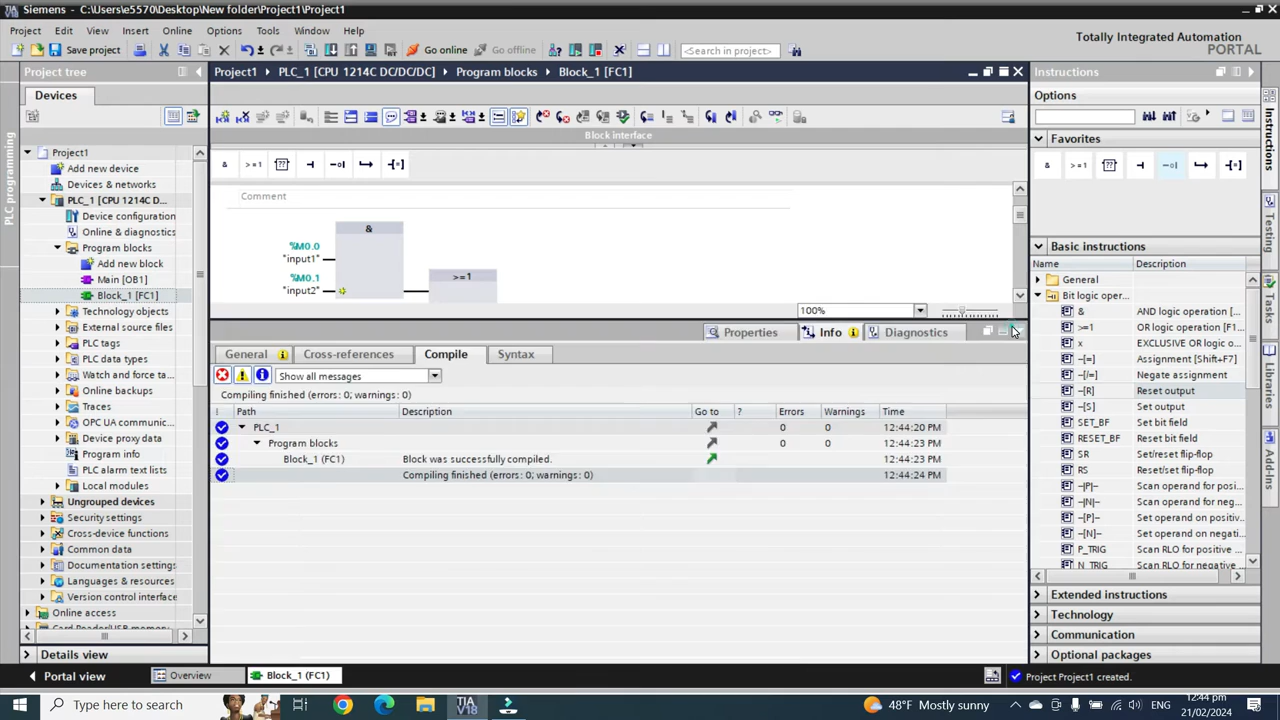 Siemens - C:\Users\e5570\Desktop\New folder\Project1\Project1
Project Edit View Insert Online Options Tools Window Help
Totally Integrated Automation
PORTAL
Save project
Go online
Go offline
<Search in project>
Project tree
Project1 PLC_1 [CPU 1214C DC/DC/DC] Program blocks Block_1 [FC1]
Instructions
Devices
Options
PLC programming
Block interface
Favorites
& >=1 ??
& >=1 ??
Comment
&
%M0.0
"input1"
%M0.1
"input2"
>=1
100%
Project1
Add new device
Devices & networks
PLC_1 [CPU 1214C D...
Device configuration
Online & diagnostics
Program blocks
Add new block
Main [OB1]
Block_1 [FC1]
Technology objects
External source files
PLC tags
PLC data types
Watch and force ta...
Online backups
Traces
OPC UA communic...
Device proxy data
Program info
PLC alarm text lists
Local modules
Ungrouped devices
Security settings
Cross-device functions
Common data
Documentation settings
Languages & resources
Version control interface
Online access
Details view
Properties Info Diagnostics
General Cross-references Compile Syntax
Show all messages
Compiling finished (errors: 0; warnings: 0)
! Path Description Go to ? Errors Warnings Time
PLC_1 0 0 12:44:20 PM
Program blocks 0 0 12:44:23 PM
Block_1 (FC1) Block was successfully compiled. 12:44:23 PM
Compiling finished (errors: 0; warnings: 0) 12:44:24 PM
Basic instructions
Name Description
General
Bit logic oper...
& AND logic operation [...
>=1 OR logic operation [F1...
x EXCLUSIVE OR logic o...
-[=] Assignment [Shift+F7]
-[/=] Negate assignment
-[R] Reset output
-[S] Set output
SET_BF Set bit field
RESET_BF Reset bit field
SR Set/reset flip-flop
RS Reset/set flip-flop
-|P|- Scan operand for posi...
-|N|- Scan operand for neg...
-[P]- Set operand on positiv...
-[N]- Set operand on negati...
P_TRIG Scan RLO for positive ...
N_TRIG Scan RLO for negative ...
Extended instructions
Technology
Communication
Optional packages
Instructions
Testing
Tasks
Libraries
Add-Ins
Portal view
Overview
Block_1 (FC1)
Project Project1 created.
Type here to search
48°F Mostly sunny
ENG
12:44 pm
21/02/2024